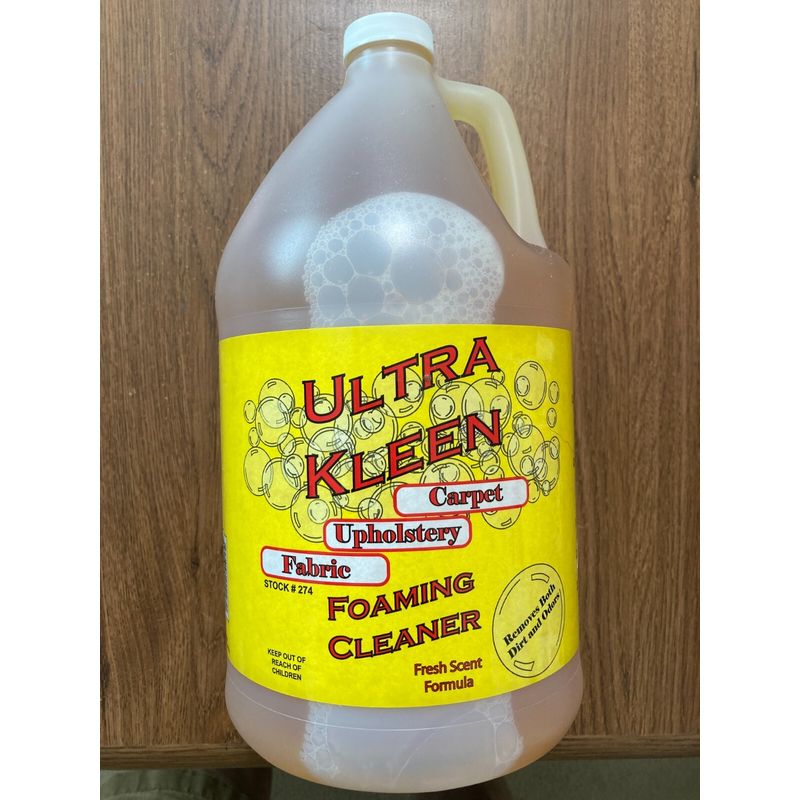 ULTRA
KLEEN
Carpet
Upholstery
Fabric
STOCK # 274
FOAMING
CLEANER
KEEP OUT OF
REACH OF
CHILDREN
Fresh Scent
Formula
Removes Both
Dirt and Odors